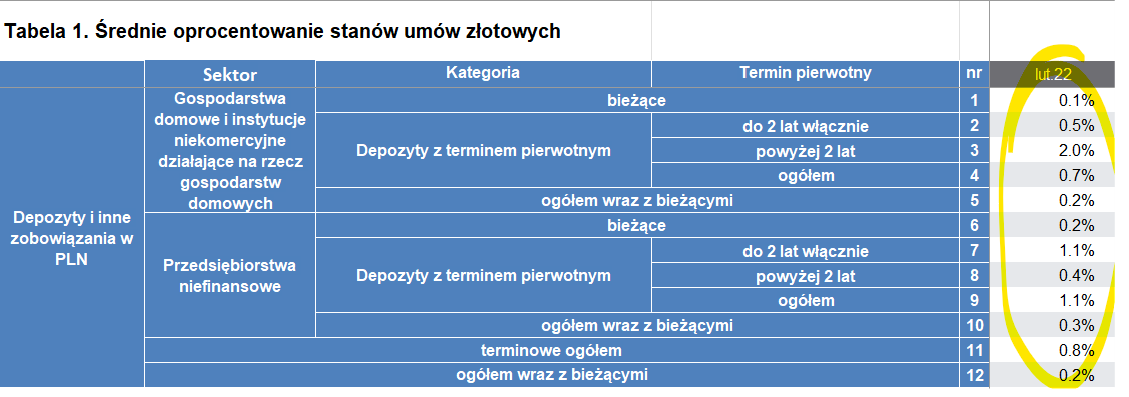 Tabela 1. Średnie oprocentowanie stanów umów złotowych
Sektor Kategoria Termin pierwotny nr lut.22
Depozyty i inne
zobowiązania w
PLN
Gospodarstwa
domowe i instytucje
niekomercyjne
działające na rzecz
gospodarstw
domowych
bieżące 1 0.1%
Depozyty z terminem pierwotnym
do 2 lat włącznie 2 0.5%
powyżej 2 lat 3 2.0%
ogółem 4 0.7%
ogółem wraz z bieżącymi 5 0.2%
Przedsiębiorstwa
niefinansowe
bieżące 6 0.2%
Depozyty z terminem pierwotnym
do 2 lat włącznie 7 1.1%
powyżej 2 lat 8 0.4%
ogółem 9 1.1%
ogółem wraz z bieżącymi 10 0.3%
terminowe ogółem 11 0.8%
ogółem wraz z bieżącymi 12 0.2%